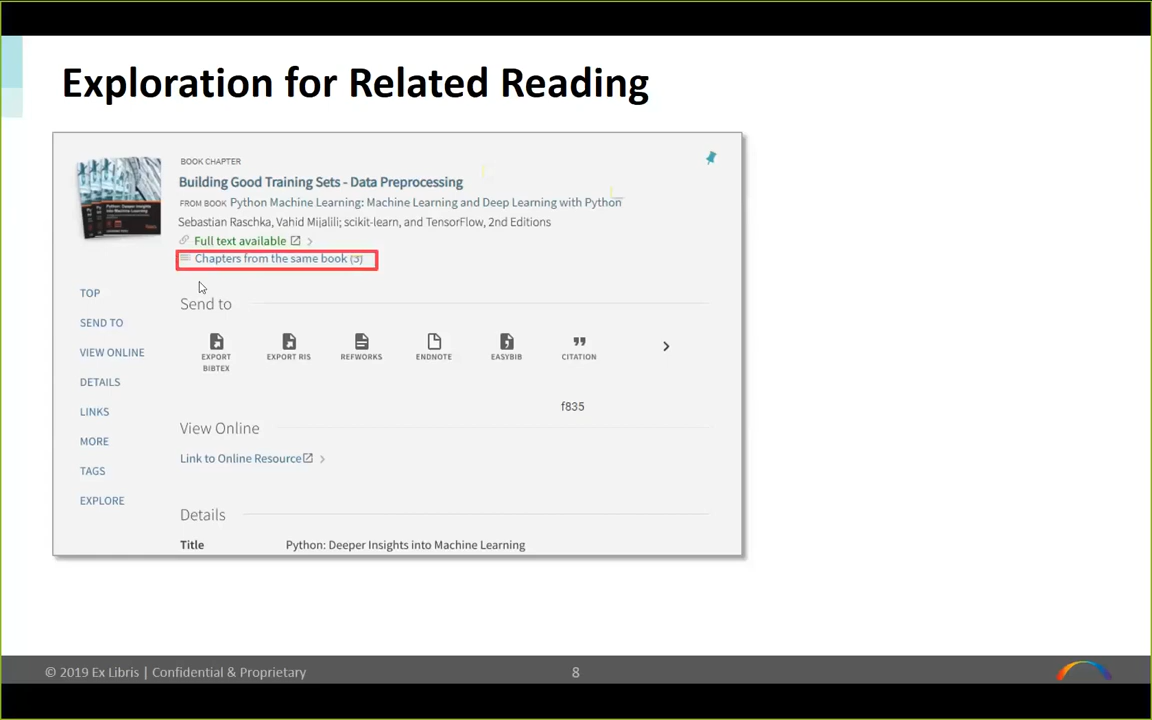 Exploration for Related Reading
BOOK CHAPTER
Building Good Training Sets - Data Preprocessing
FROM BOOK Python Machine Learning: Machine Learning and Deep Learning with Python
Sebastian Raschka, Vahid Mijalili; scikit-learn, and TensorFlow, 2nd Editions
Full text available
Chapters from the same book (3)
TOP
SEND TO
VIEW ONLINE
DETAILS
LINKS
MORE
TAGS
EXPLORE
Send to
EXPORT
BIBTEX
EXPORT RIS
REFWORKS
ENDNOTE
EASYBIB
CITATION
f835
View Online
Link to Online Resource
Details
Title Python: Deeper Insights into Machine Learning
© 2019 Ex Libris | Confidential & Proprietary
8